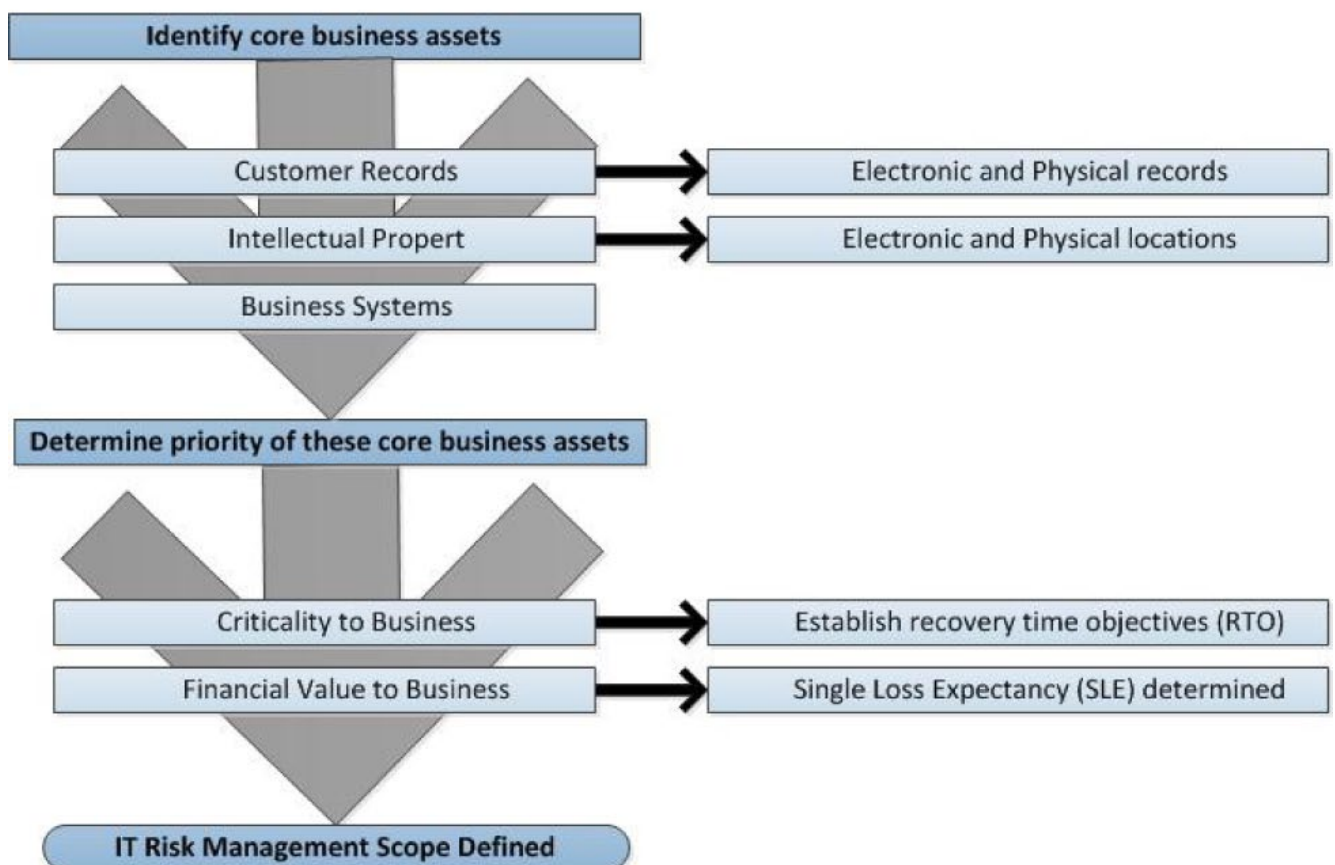 Identify core business assets
Customer Records
Electronic and Physical records
Intellectual Propert
Electronic and Physical locations
Business Systems
Determine priority of these core business assets
Criticality to Business
Establish recovery time objectives (RTO)
Financial Value to Business
Single Loss Expectancy (SLE) determined
IT Risk Management Scope Defined